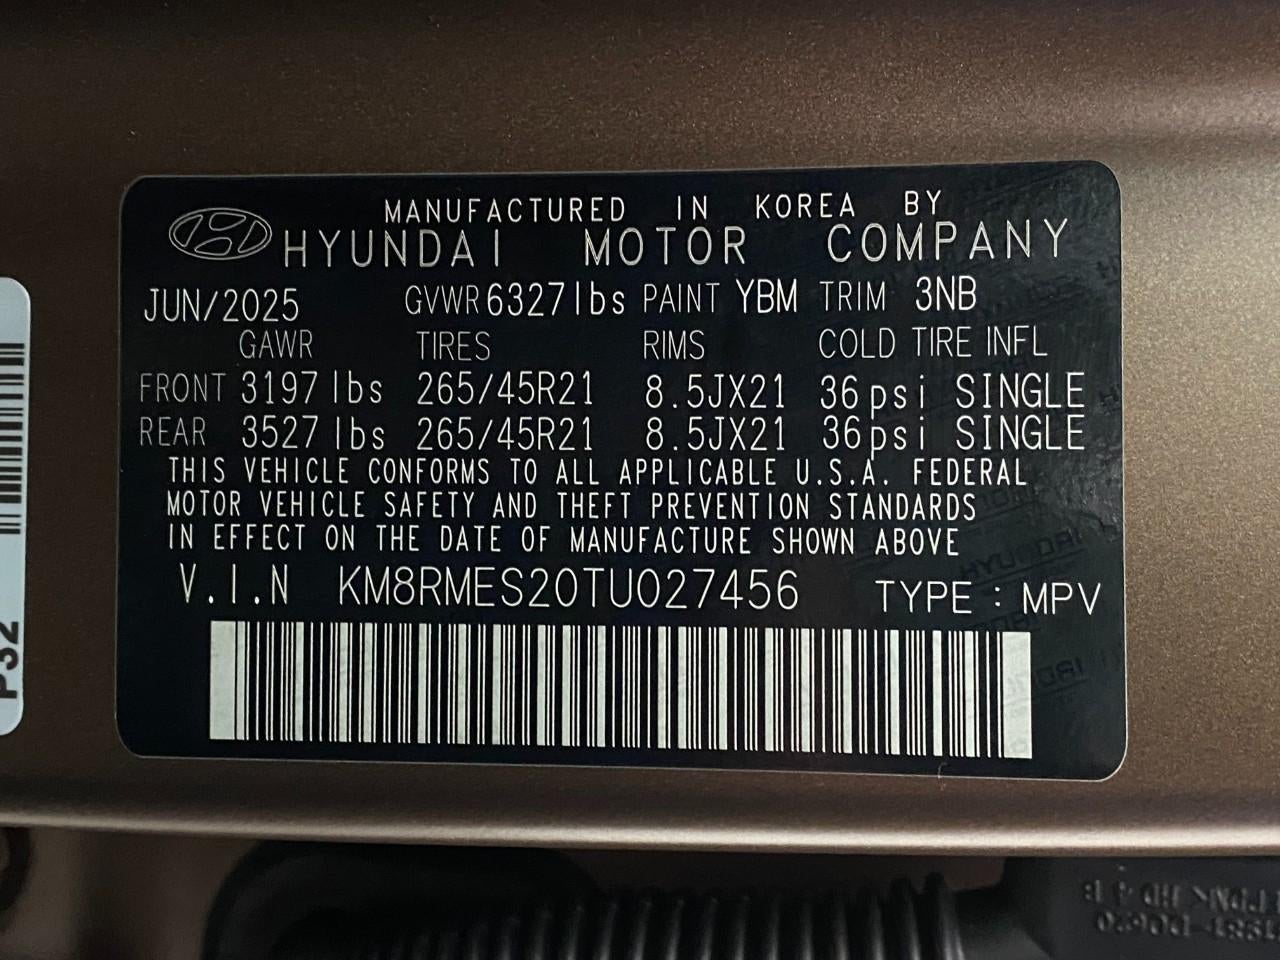 MANUFACTURED IN KOREA BY
HYUNDAI MOTOR COMPANY
JUN/2025 GVWR 6327lbs PAINT YBM TRIM 3NB
GAWR TIRES RIMS COLD TIRE INFL
FRONT 3197 lbs 265/45R21 8.5JX21 36psi SINGLE
REAR 3527 lbs 265/45R21 8.5JX21 36psi SINGLE
THIS VEHICLE CONFORMS TO ALL APPLICABLE U.S.A. FEDERAL
MOTOR VEHICLE SAFETY AND THEFT PREVENTION STANDARDS
IN EFFECT ON THE DATE OF MANUFACTURE SHOWN ABOVE
V.I.N KM8RMES20TU027456 TYPE : MPV
P32